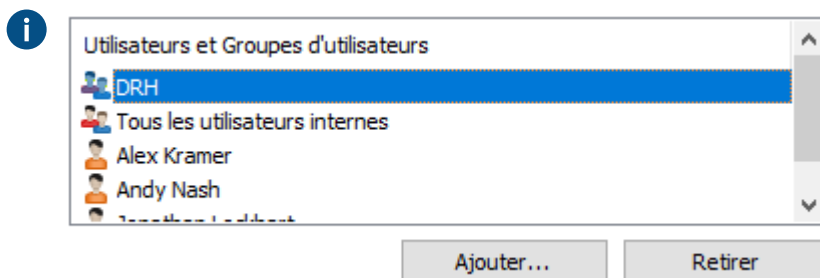 Utilisateurs et Groupes d'utilisateurs
DRH
Tous les utilisateurs internes
Alex Kramer
Andy Nash
Ajouter...
Retirer